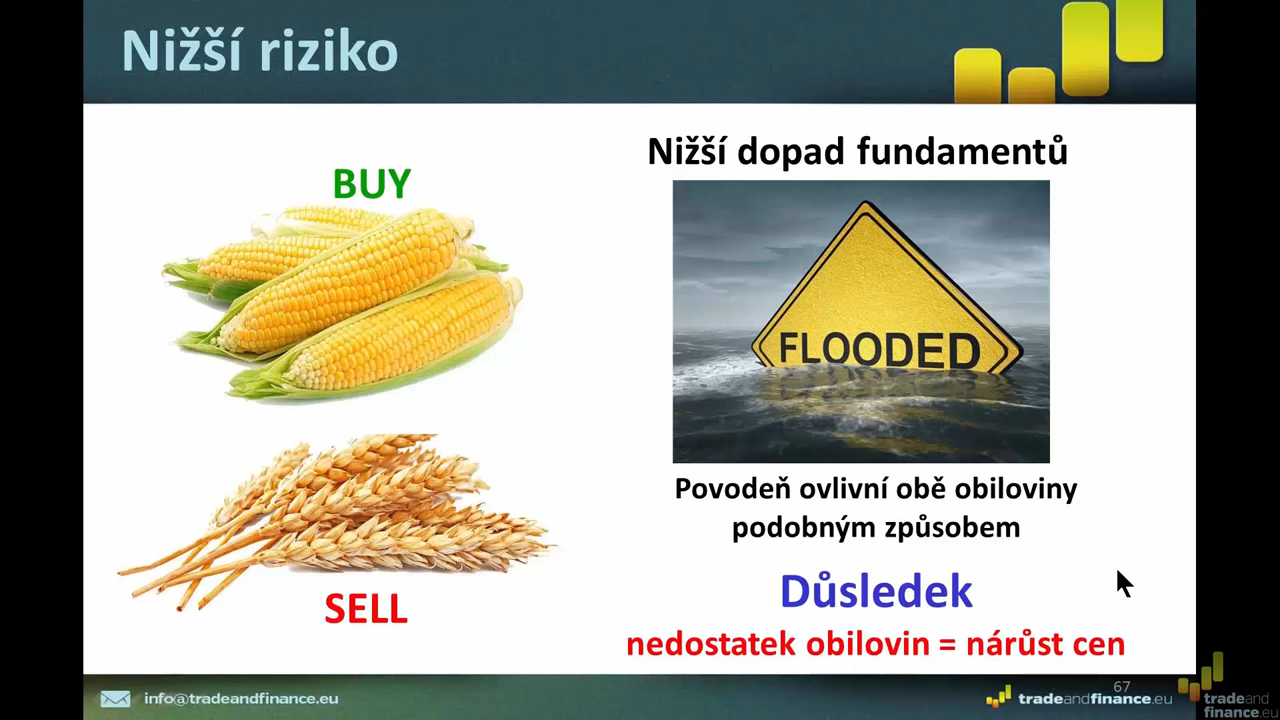 Nižší riziko
BUY
SELL
Nižší dopad fundamentů
FLOODED
Povodeň ovlivní obě obiloviny
podobným způsobem
Důsledek
nedostatek obilovin = nárůst cen
info@tradeandfinance.eu
67
tradeandfinance.eu
tradeand
finance.eu